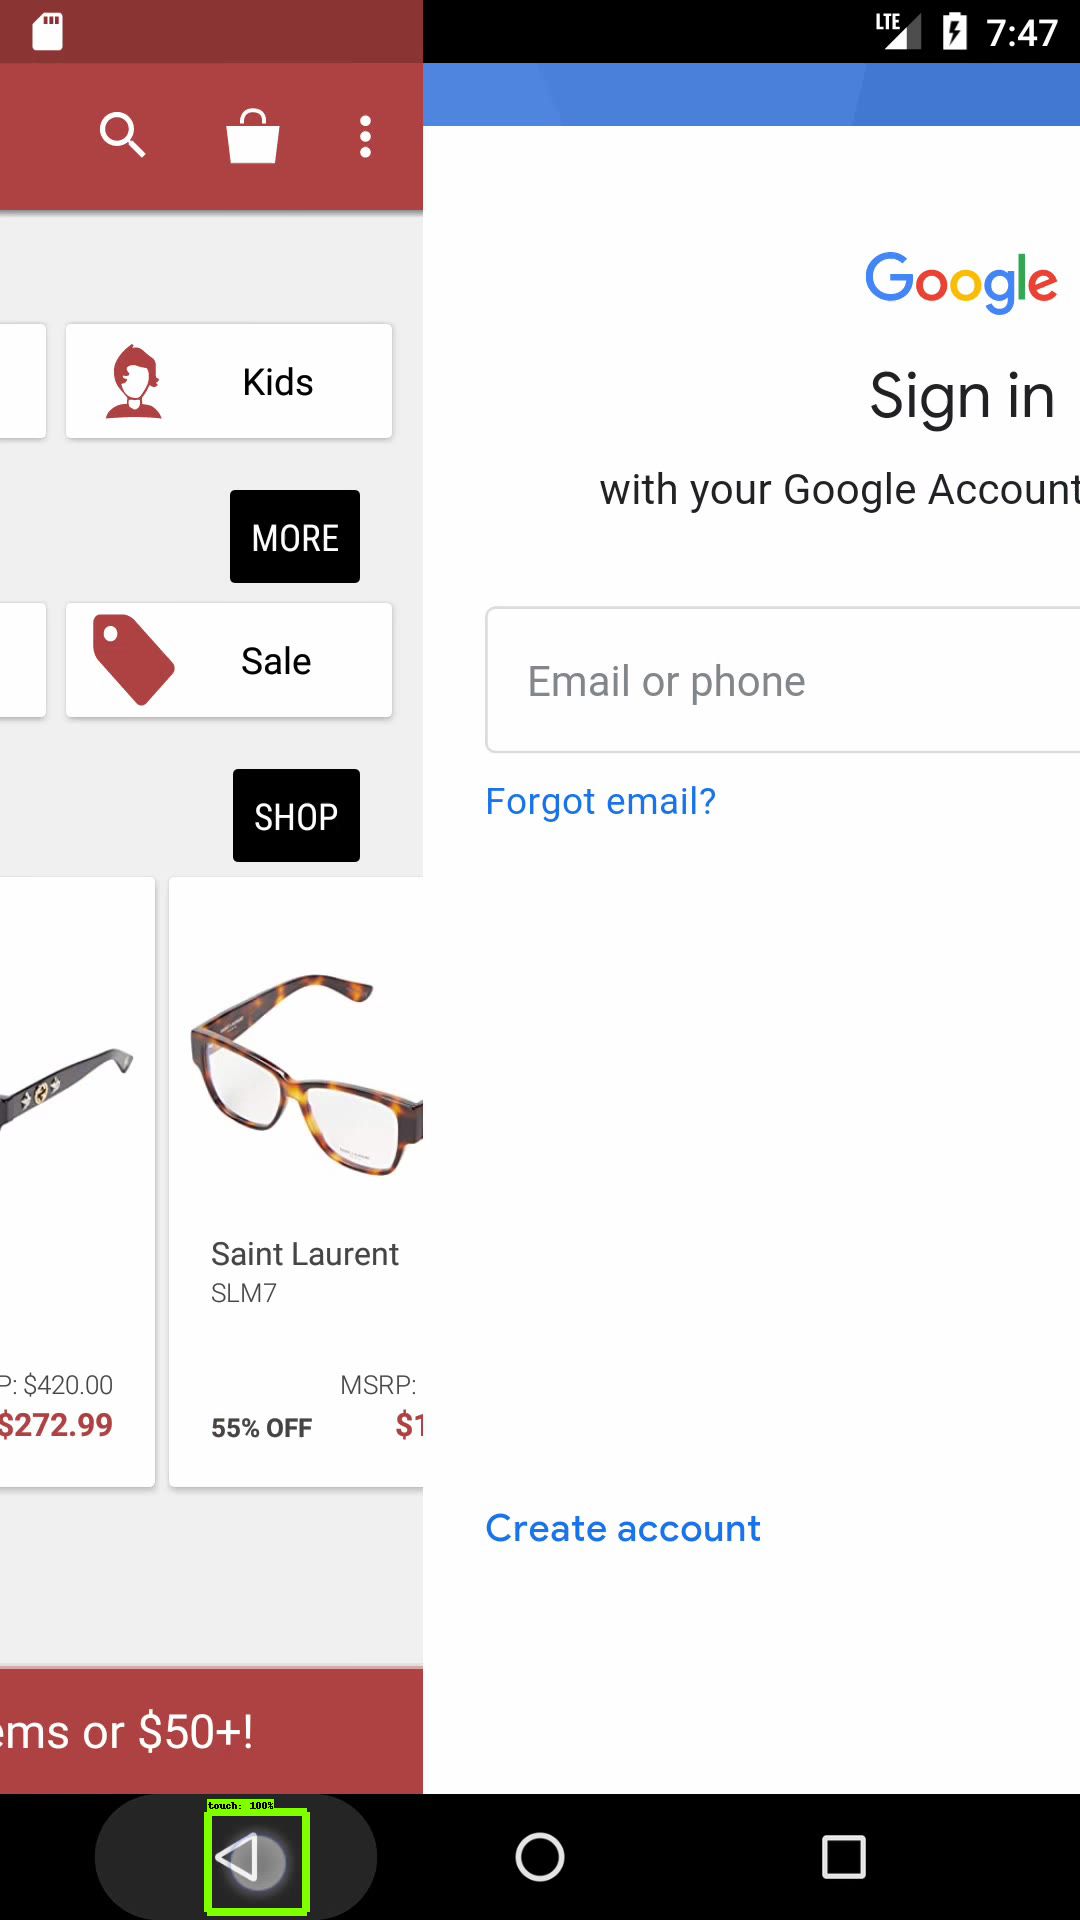 LTE 7:47
Google
Sign in
with your Google Account
Email or phone
Forgot email?
Create account
Kids
MORE
Sale
SHOP
Saint Laurent
SLM7
P: $420.00
$272.99
MSRP:
55% OFF
$1
ems or $50+!
touch: 100%